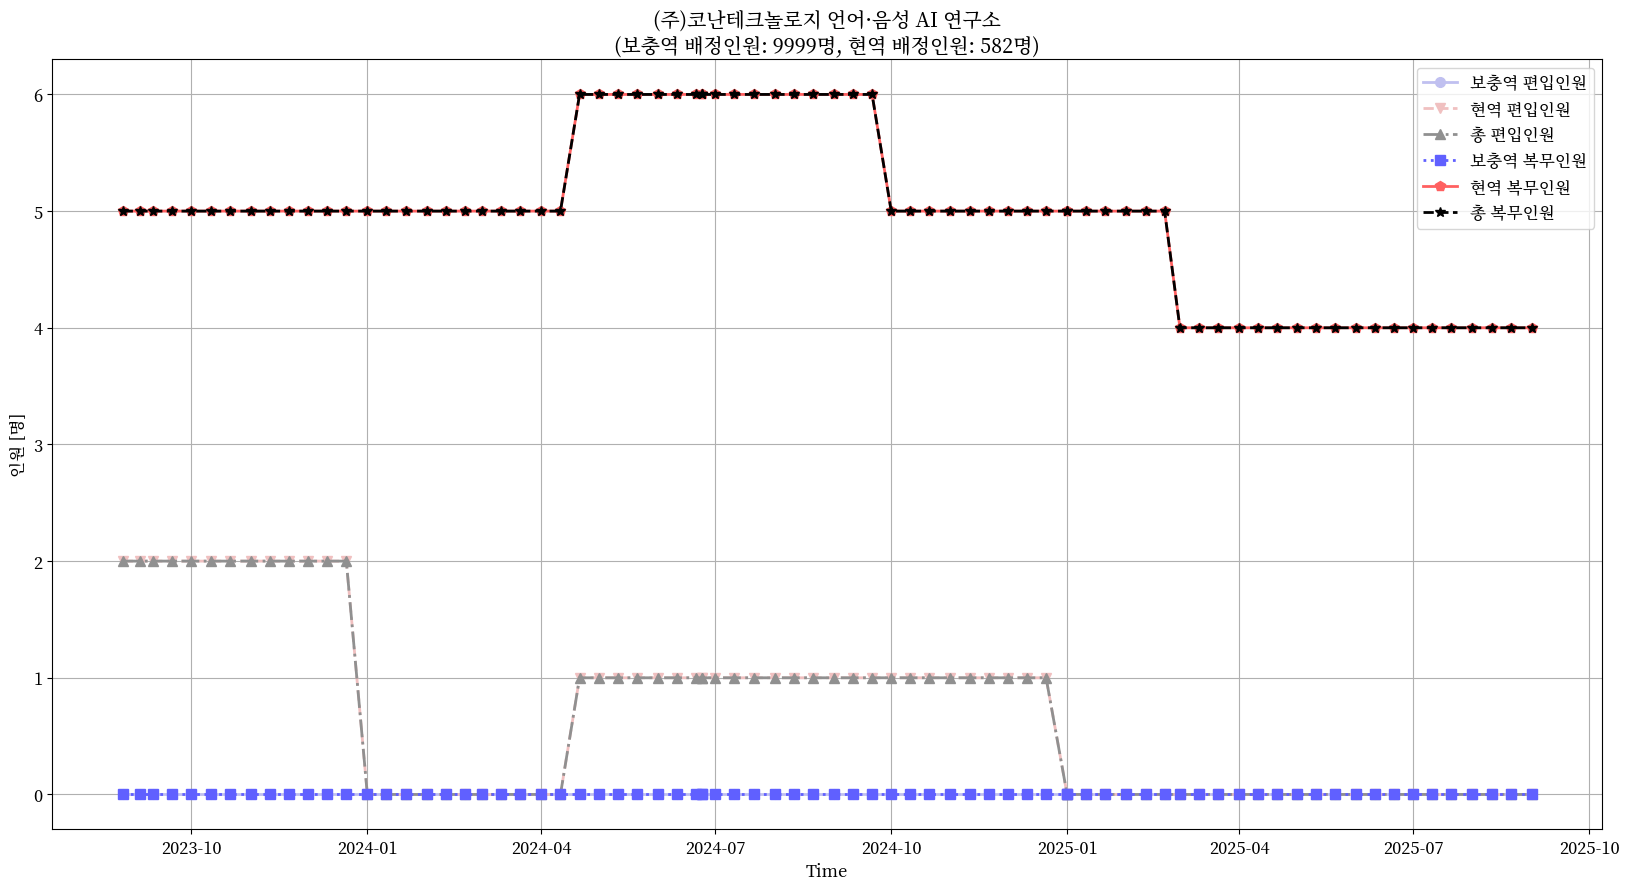 (주)코난테크놀로지 언어·음성 AI 연구소
(보충역 배정인원: 9999명, 현역 배정인원: 582명)
보충역 편입인원
현역 편입인원
총 편입인원
보충역 복무인원
현역 복무인원
총 복무인원
인원 [명]
6
5
4
3
2
1
0
2023-10
2024-01
2024-04
2024-07
2024-10
2025-01
2025-04
2025-07
2025-10
Time